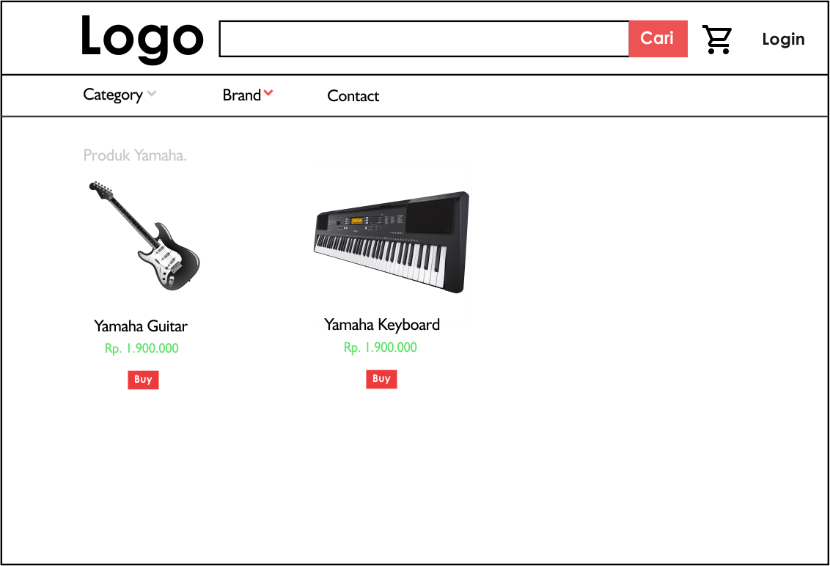 Logo
Cari
Login
Category
Brand
Contact
Produk Yamaha.
Yamaha Guitar
Yamaha Keyboard
Rp. 1.900.000
Rp. 1.900.000
Buy
Buy